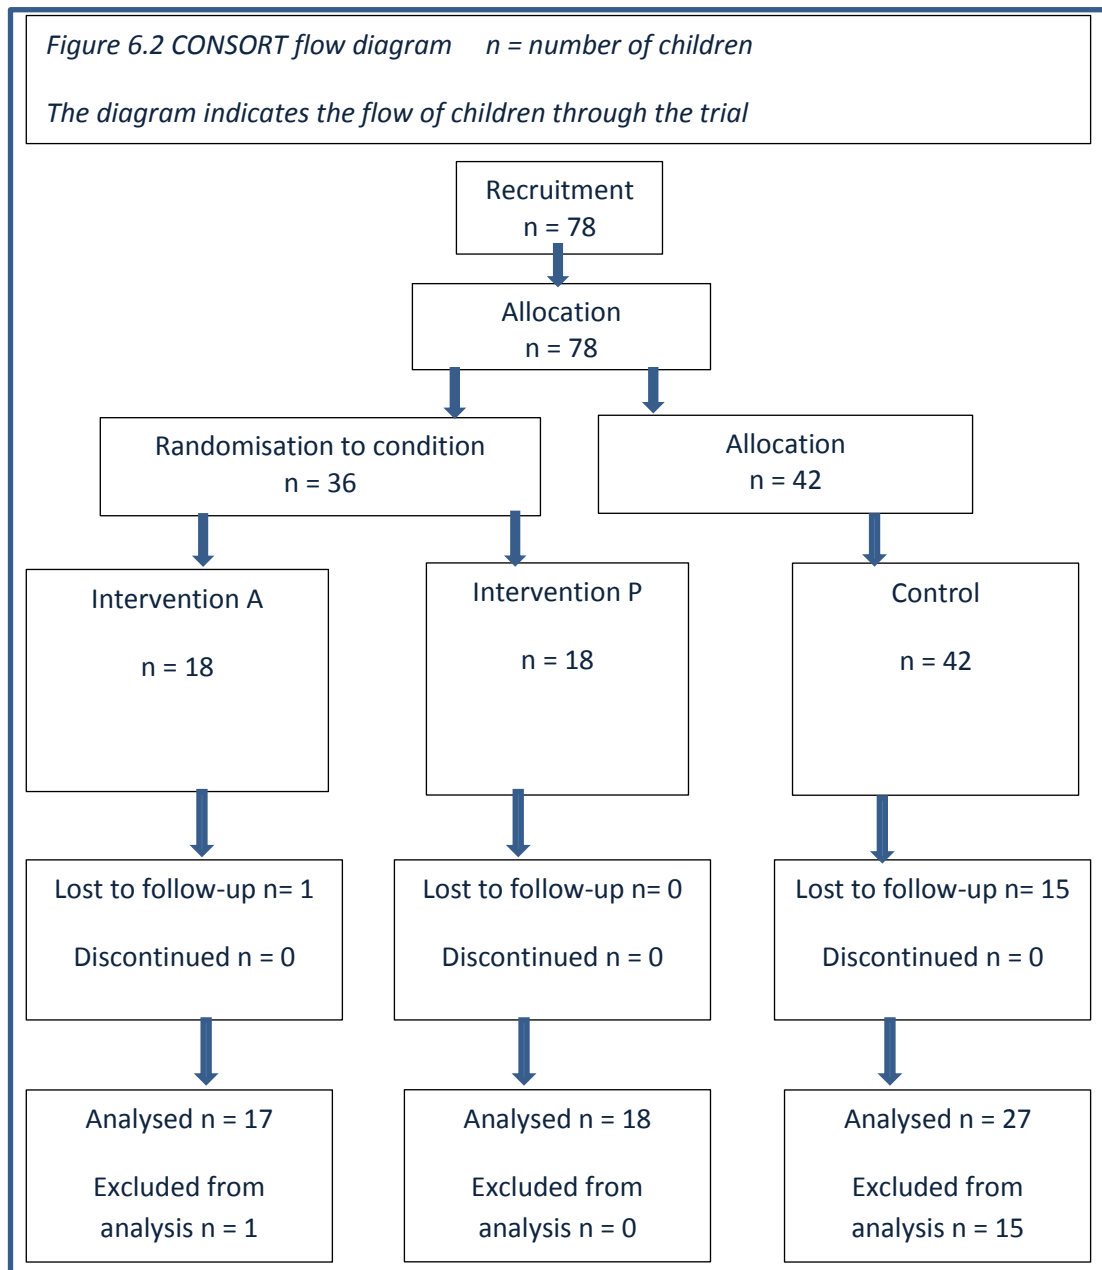 Figure 6.2 CONSORT flow diagram n = number of children
The diagram indicates the flow of children through the trial
Recruitment
n = 78
Allocation
n = 78
Randomisation to condition
n = 36
Allocation
n = 42
Intervention A
n = 18
Intervention P
n = 18
Control
n = 42
Lost to follow-up n= 1
Discontinued n = 0
Lost to follow-up n= 0
Discontinued n = 0
Lost to follow-up n= 15
Discontinued n = 0
Analysed n = 17
Excluded from
analysis n = 1
Analysed n = 18
Excluded from
analysis n = 0
Analysed n = 27
Excluded from
analysis n = 15